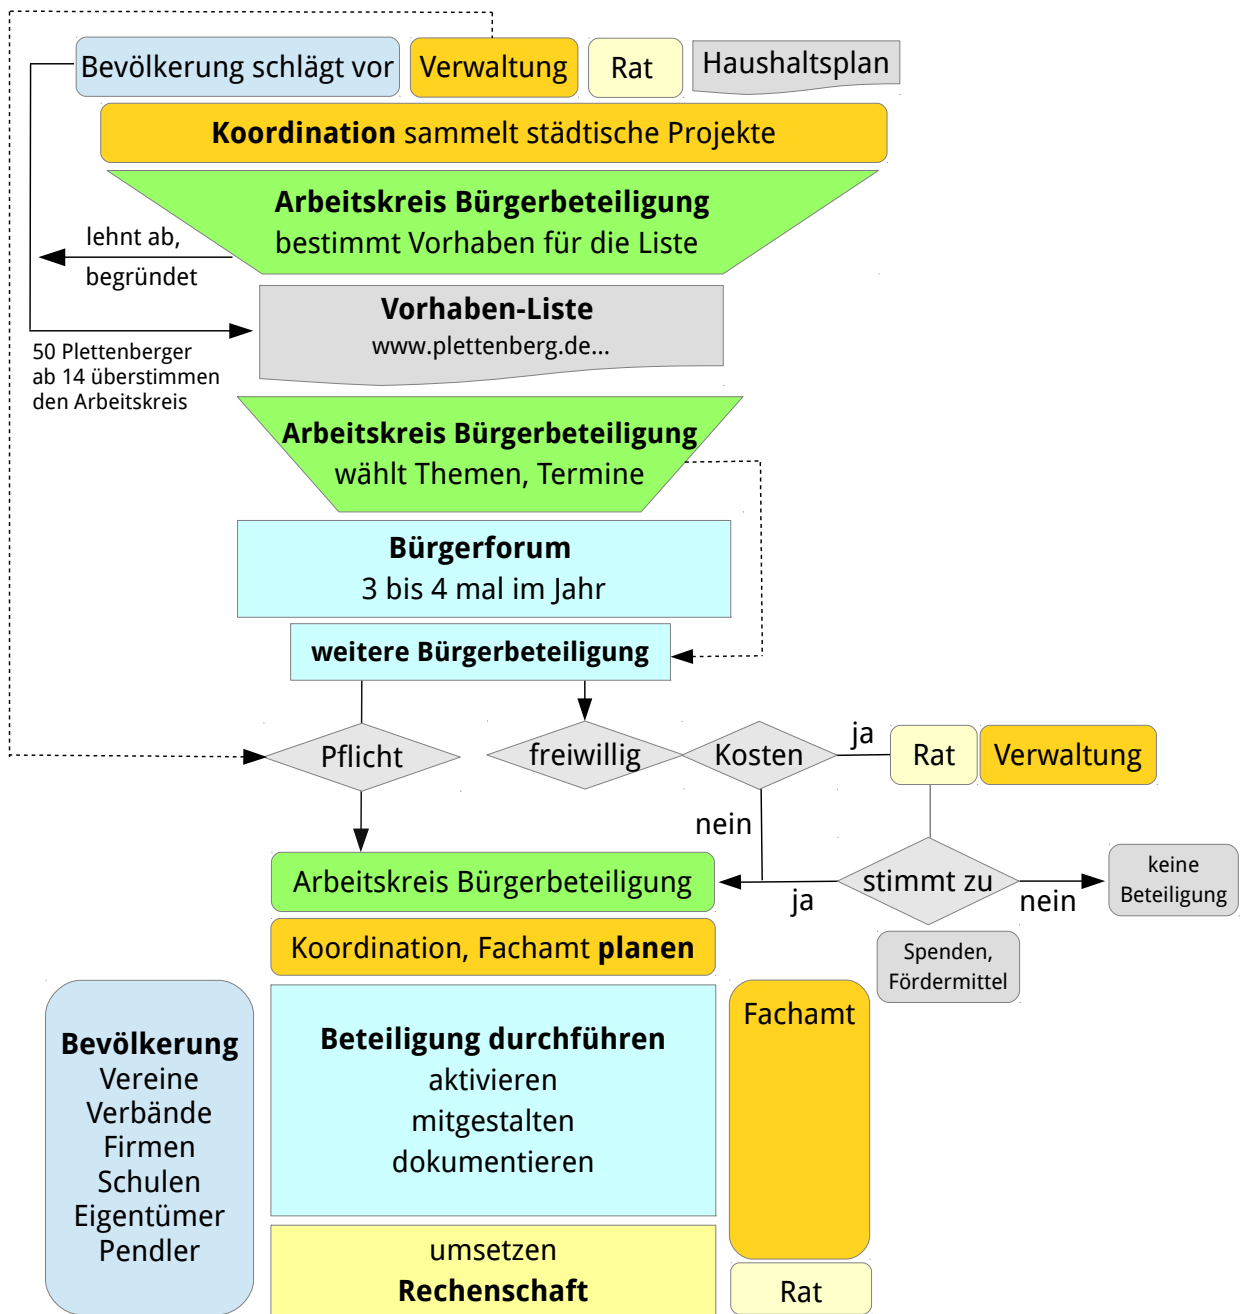 Bevölkerung schlägt vor
Verwaltung
Rat
Haushaltsplan
Koordination sammelt städtische Projekte
Arbeitskreis Bürgerbeteiligung
bestimmt Vorhaben für die Liste
lehnt ab,
begründet
Vorhaben-Liste
www.plettenberg.de...
50 Plettenberger
ab 14 überstimmen
den Arbeitskreis
Arbeitskreis Bürgerbeteiligung
wählt Themen, Termine
Bürgerforum
3 bis 4 mal im Jahr
weitere Bürgerbeteiligung
Pflicht
freiwillig
Kosten
ja
Rat
Verwaltung
nein
Arbeitskreis Bürgerbeteiligung
ja
stimmt zu
nein
keine
Beteiligung
Koordination, Fachamt planen
Spenden,
Fördermittel
Bevölkerung
Vereine
Verbände
Firmen
Schulen
Eigentümer
Pendler
Beteiligung durchführen
aktivieren
mitgestalten
dokumentieren
Fachamt
umsetzen
Rechenschaft
Rat